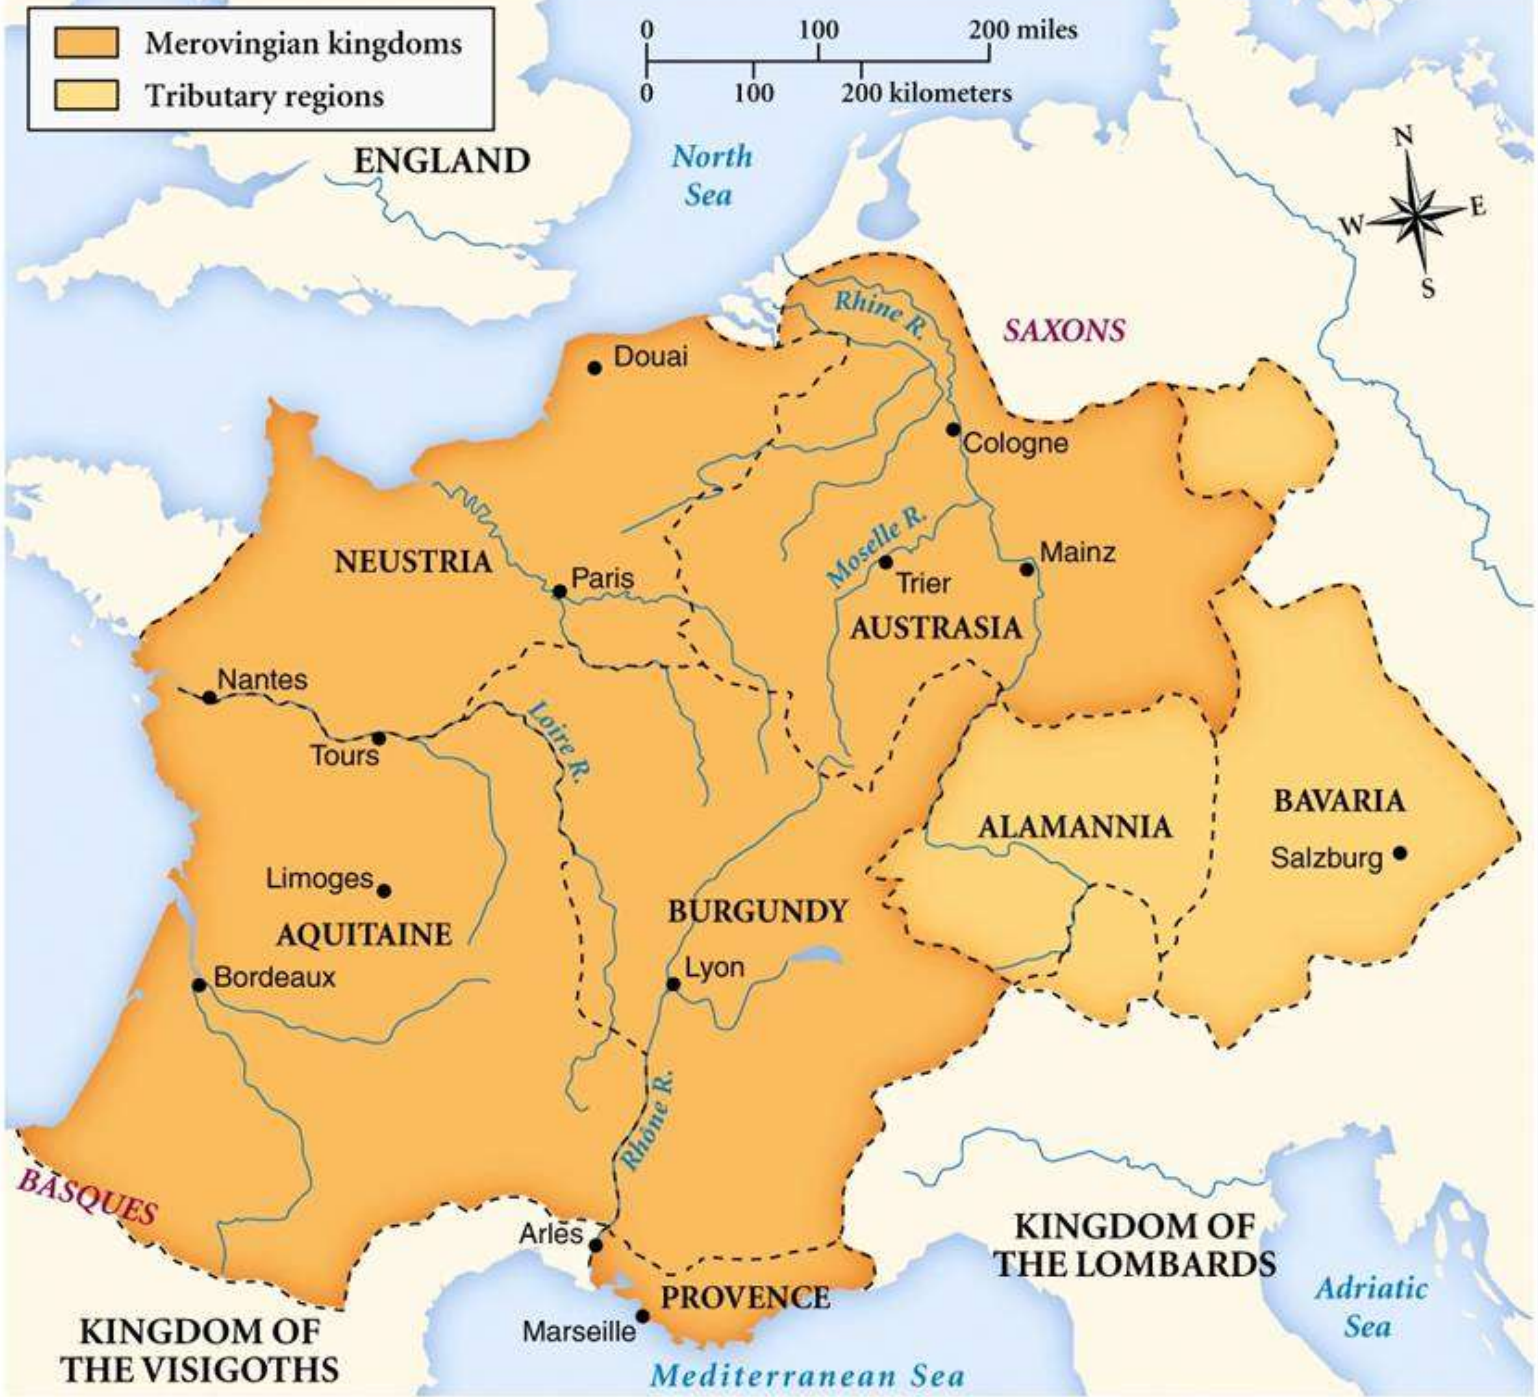 Merovingian kingdoms
Tributary regions
0 100 200 miles
0 100 200 kilometers
ENGLAND
North
Sea
N
W E
S
Rhine R.
SAXONS
Douai
Cologne
NEUSTRIA
Paris
Moselle R.
Trier
Mainz
AUSTRASIA
Nantes
Tours
Loire R.
ALAMANNIA
BAVARIA
Salzburg
Limoges
AQUITAINE
BURGUNDY
Bordeaux
Lyon
Rhône R.
BASQUES
Arles
PROVENCE
Marseille
KINGDOM OF
THE LOMBARDS
Adriatic
Sea
KINGDOM OF
THE VISIGOTHS
Mediterranean Sea